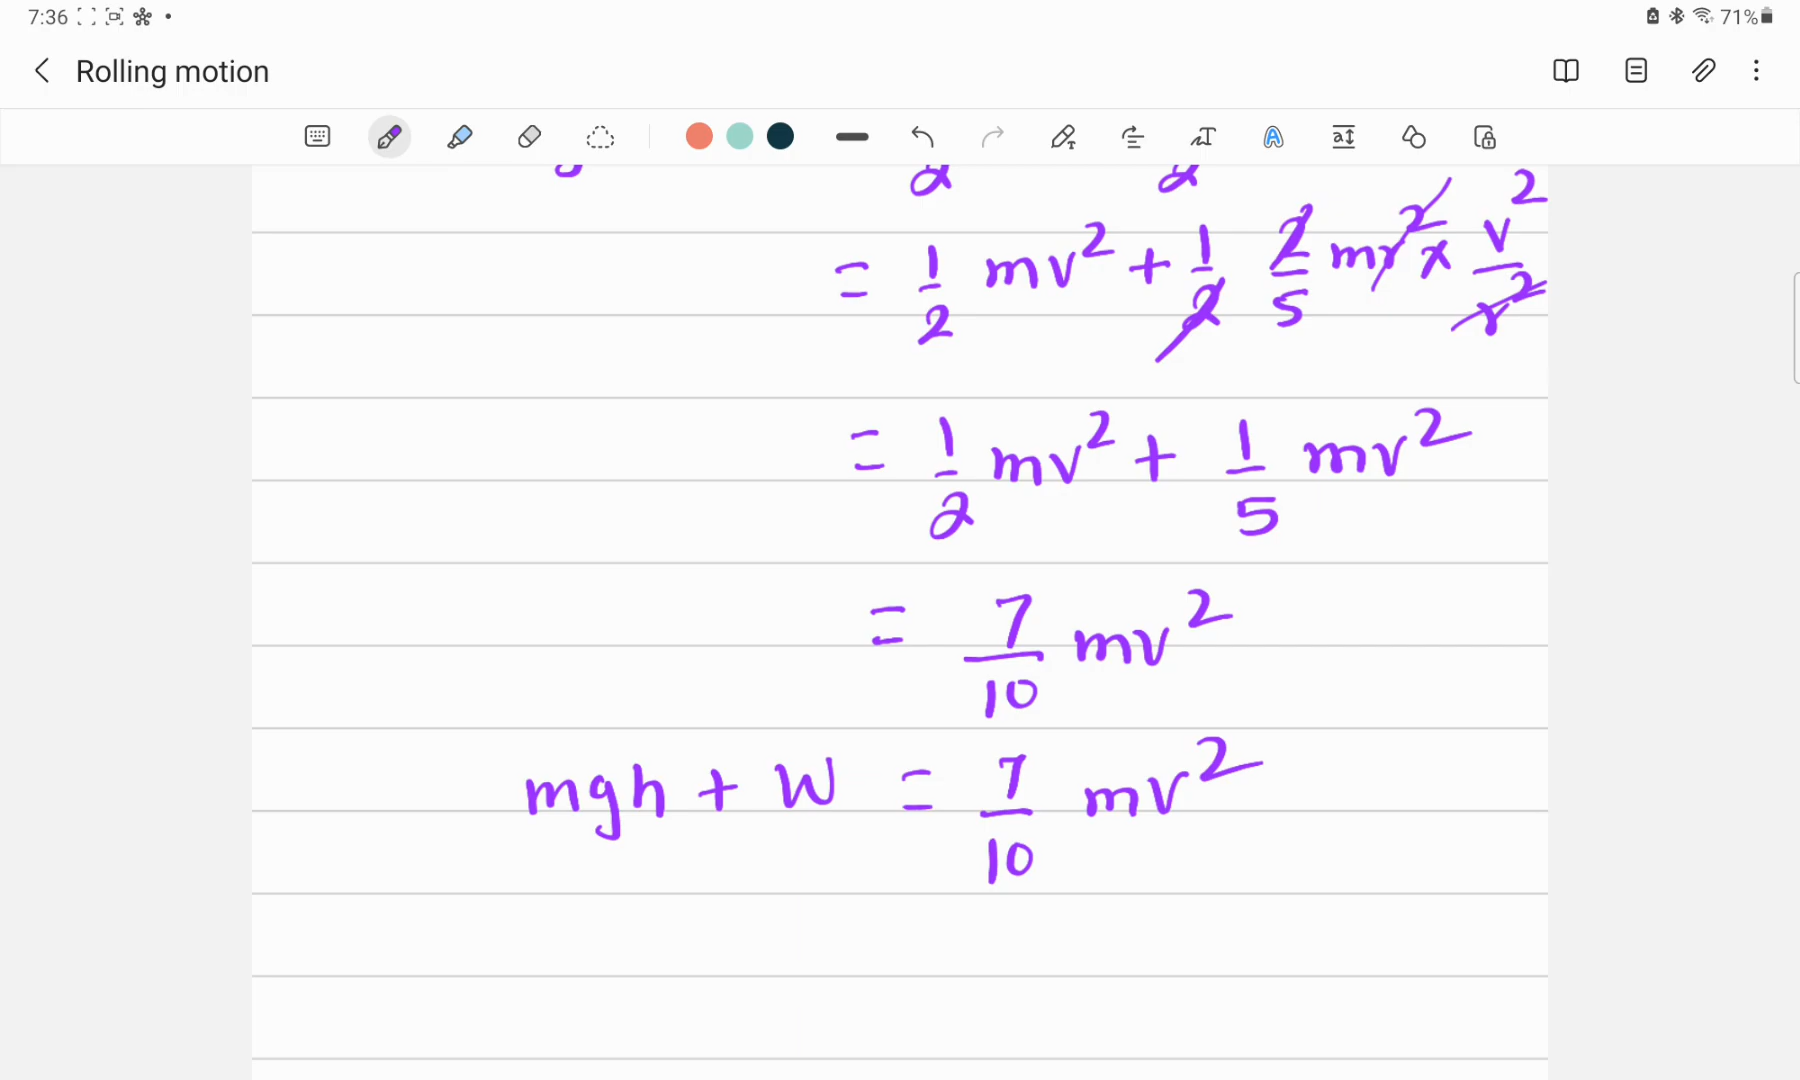 7:36
71%
Rolling motion
= 1/2 mv² + 1/2 2/5 mr² x v²/r²
= 1/2 mv² + 1/5 mv²
= 7/10 mv²
mgh + W = 7/10 mv²